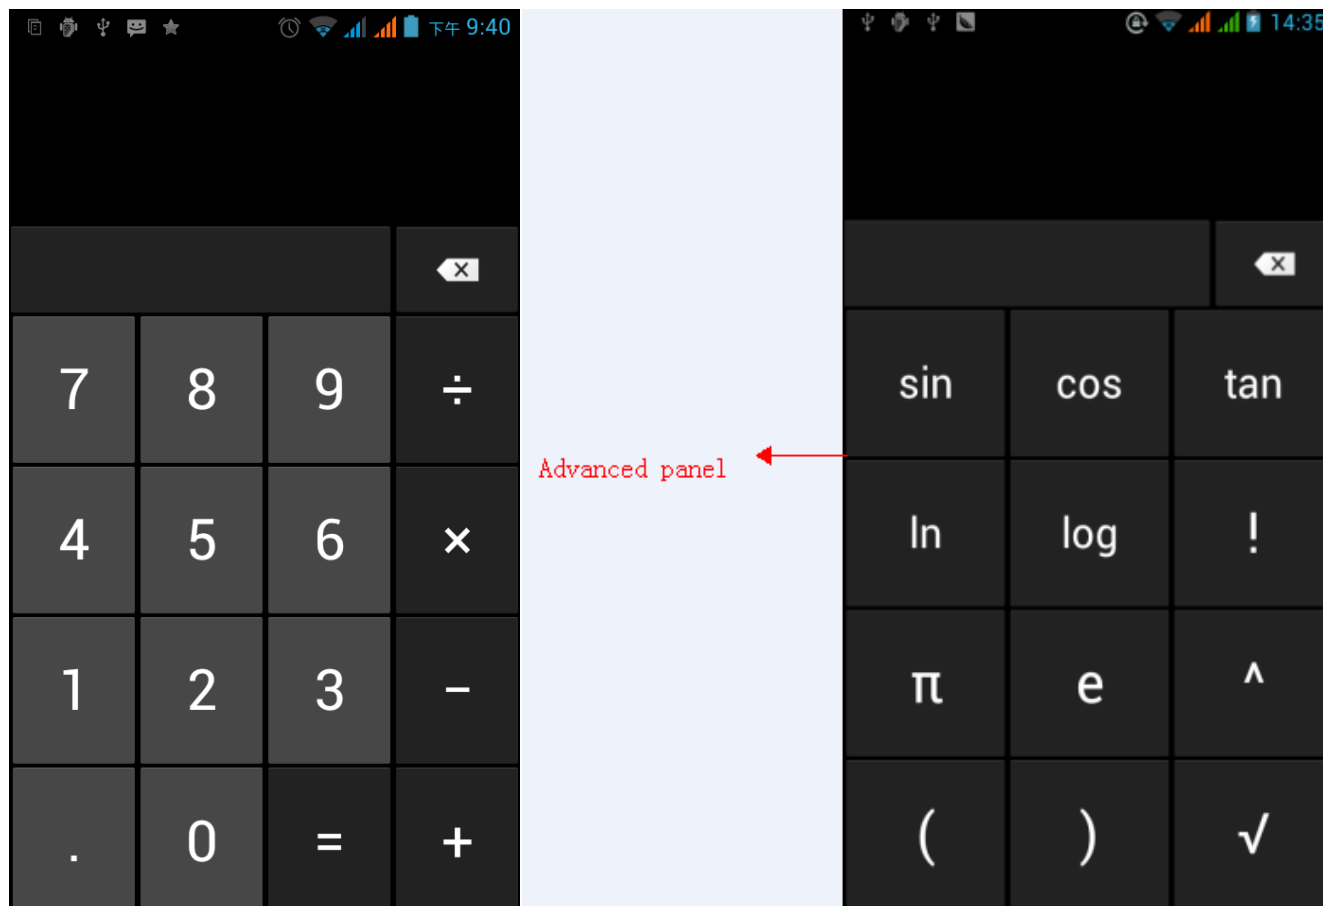 下午 9:40
7 8 9 ÷
4 5 6 ×
1 2 3 −
. 0 = +
Advanced panel
14:35
sin cos tan
ln log !
π e ^
( ) √